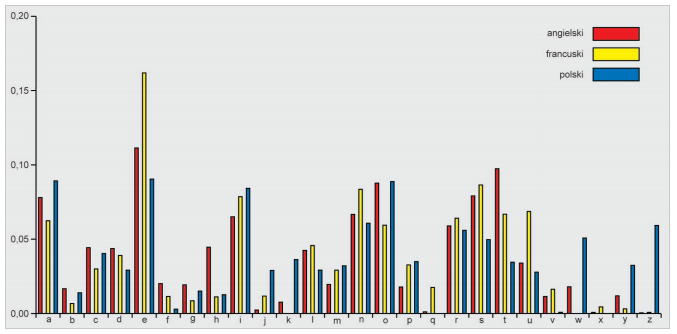 0,20
angielski
francuski
polski
0,15
0,10
0,05
0,00
a b c d e f g h i j k l m n o p q r s t u v w x y z